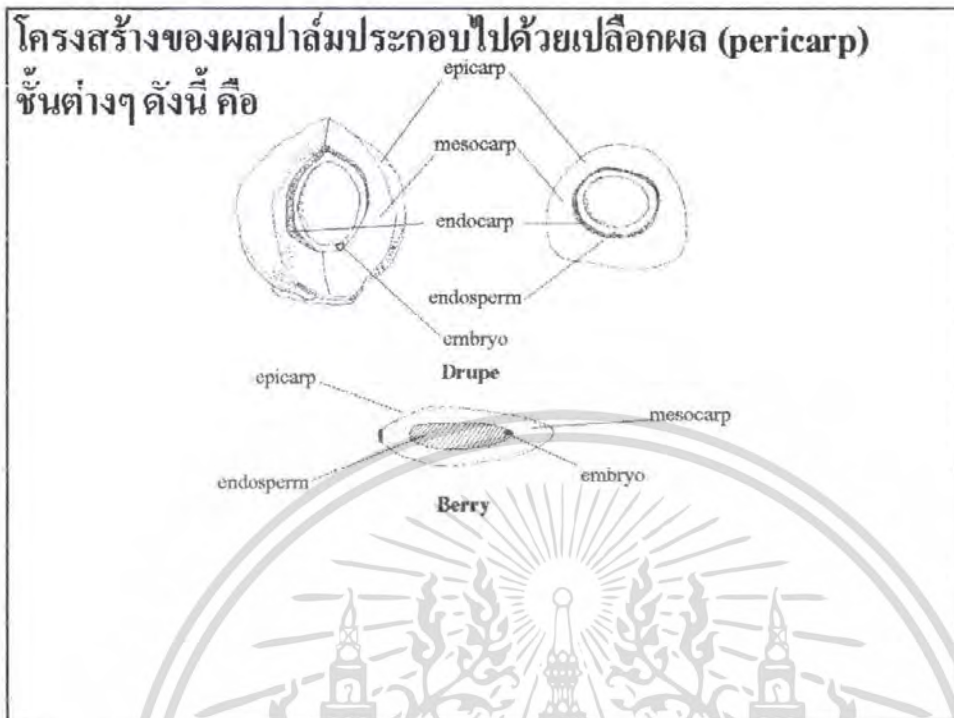 โครงสร้างของผลปาล์มประกอบไปด้วยเปลือกผล (pericarp)
ชั้นต่างๆ ดังนี้ คือ
epicarp
mesocarp
endocarp
endosperm
embryo
Drupe
epicarp
mesocarp
endosperm
embryo
Berry